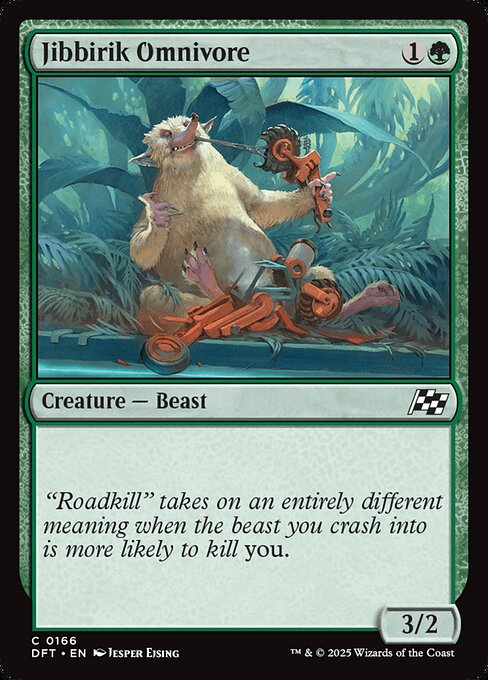 Jibbirik Omnivore 1
Creature — Beast
“Roadkill” takes on an entirely different
meaning when the beast you crash into
is more likely to kill you.
3/2
C 0166
DFT • EN Jesper Ejsing
™ & © 2025 Wizards of the Coast